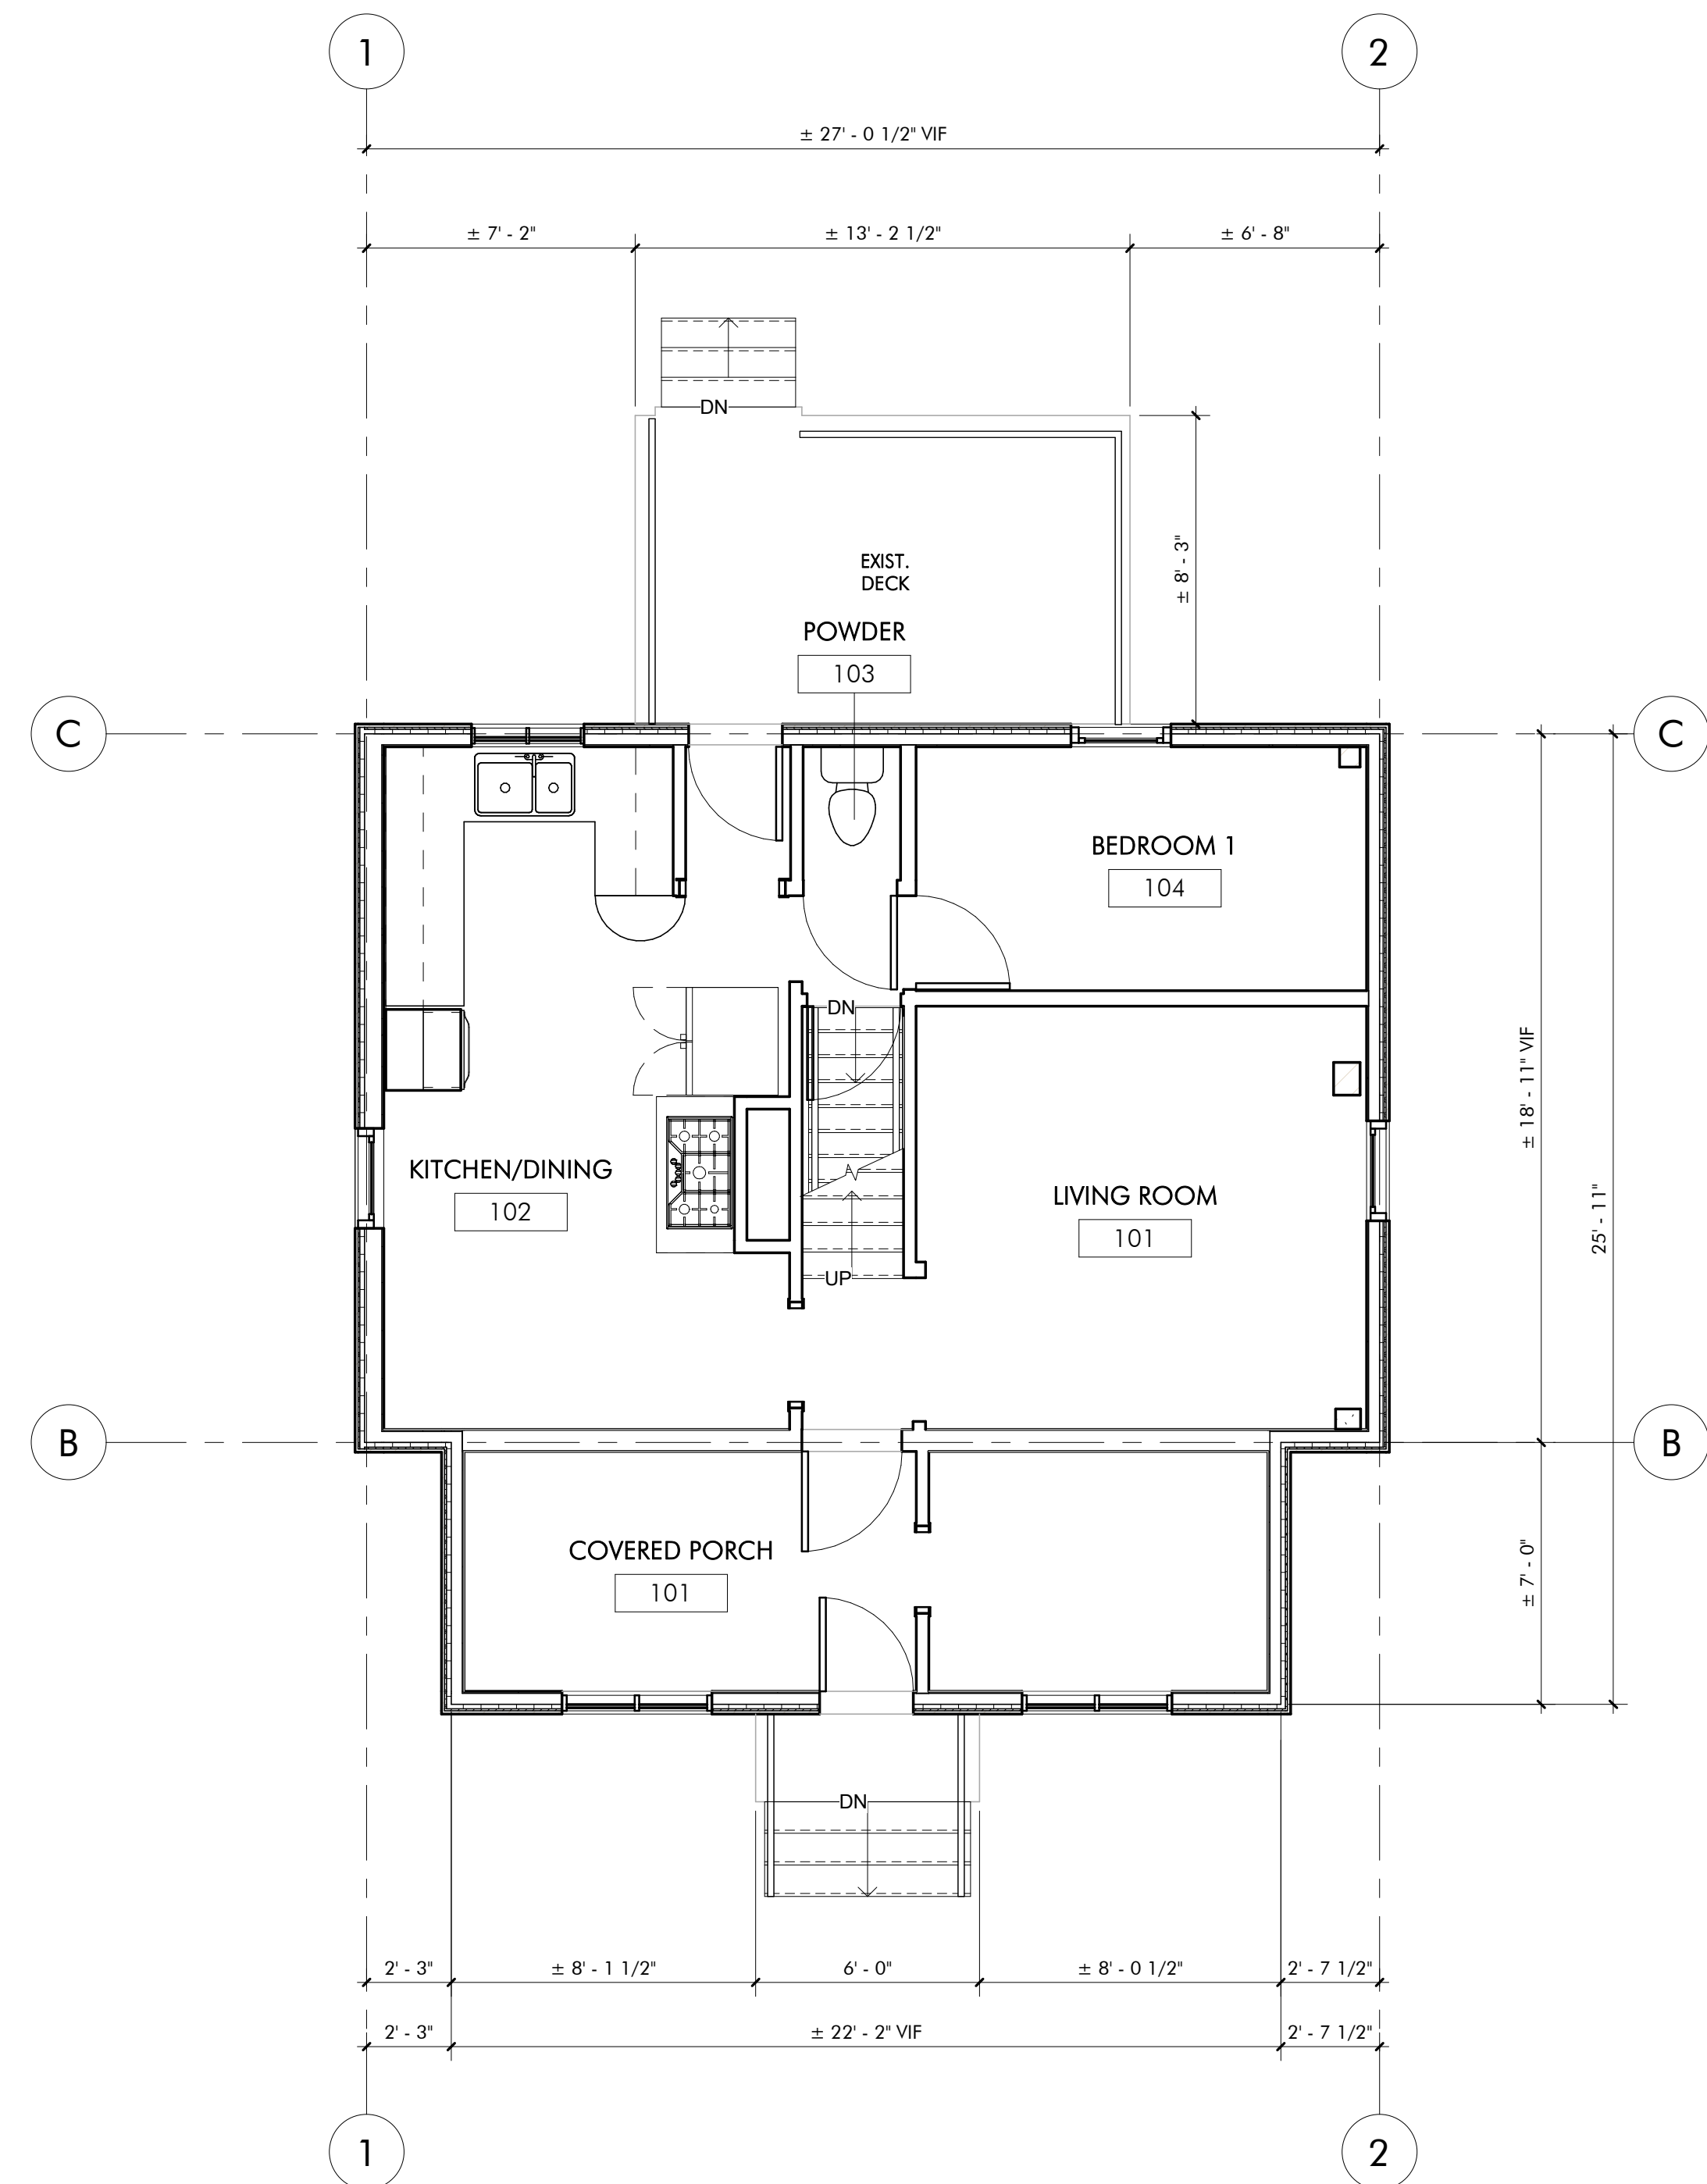 1
2
± 27' - 0 1/2" VIF
± 7' - 2"
± 13' - 2 1/2"
± 6' - 8"
DN
± 8' - 3"
EXIST.
DECK
POWDER
103
C
C
BEDROOM 1
104
DN
± 18' - 11" VIF
KITCHEN/DINING
102
LIVING ROOM
101
25' - 11"
UP
B
B
COVERED PORCH
101
± 7' - 0"
DN
2' - 3"
± 8' - 1 1/2"
6' - 0"
± 8' - 0 1/2"
2' - 7 1/2"
2' - 3"
± 22' - 2" VIF
2' - 7 1/2"
1
2